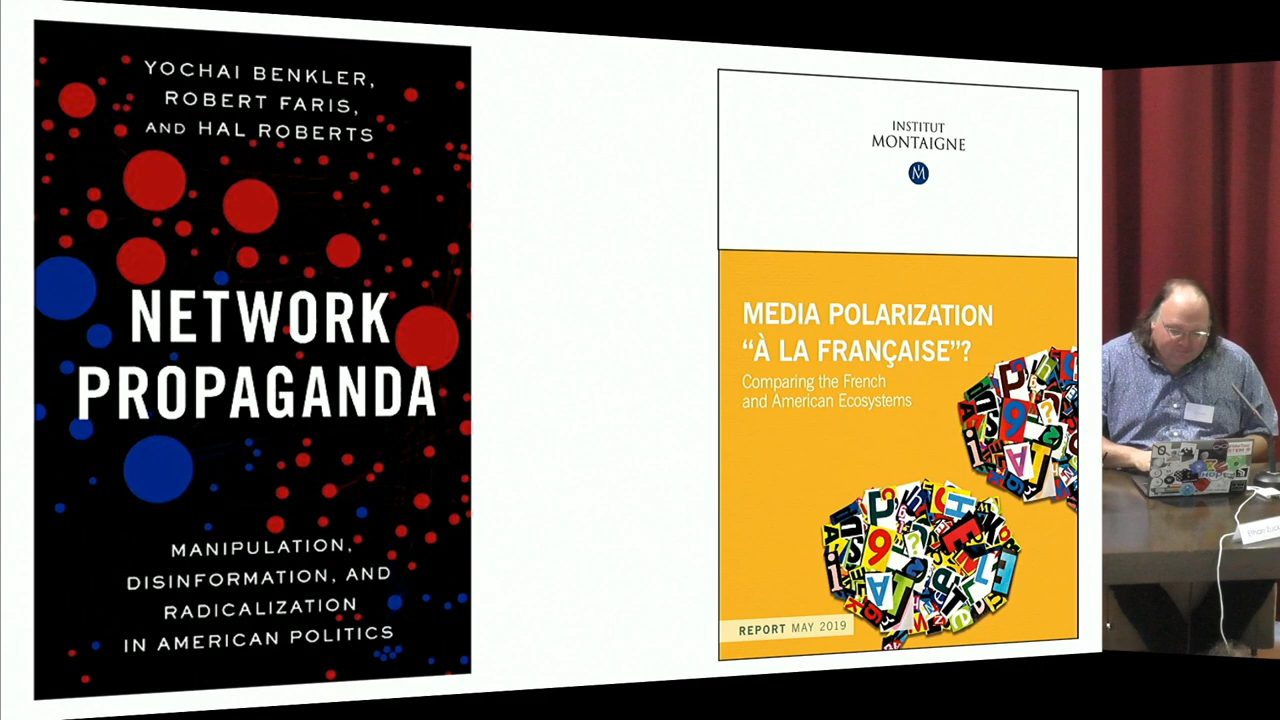 YOCHAI BENKLER,
ROBERT FARIS,
AND HAL ROBERTS
NETWORK
PROPAGANDA
MANIPULATION,
DISINFORMATION, AND
RADICALIZATION
IN AMERICAN POLITICS
INSTITUT
MONTAIGNE
M
MEDIA POLARIZATION
“À LA FRANÇAISE”?
Comparing the French
and American Ecosystems
REPORT MAY 2019
Ethan